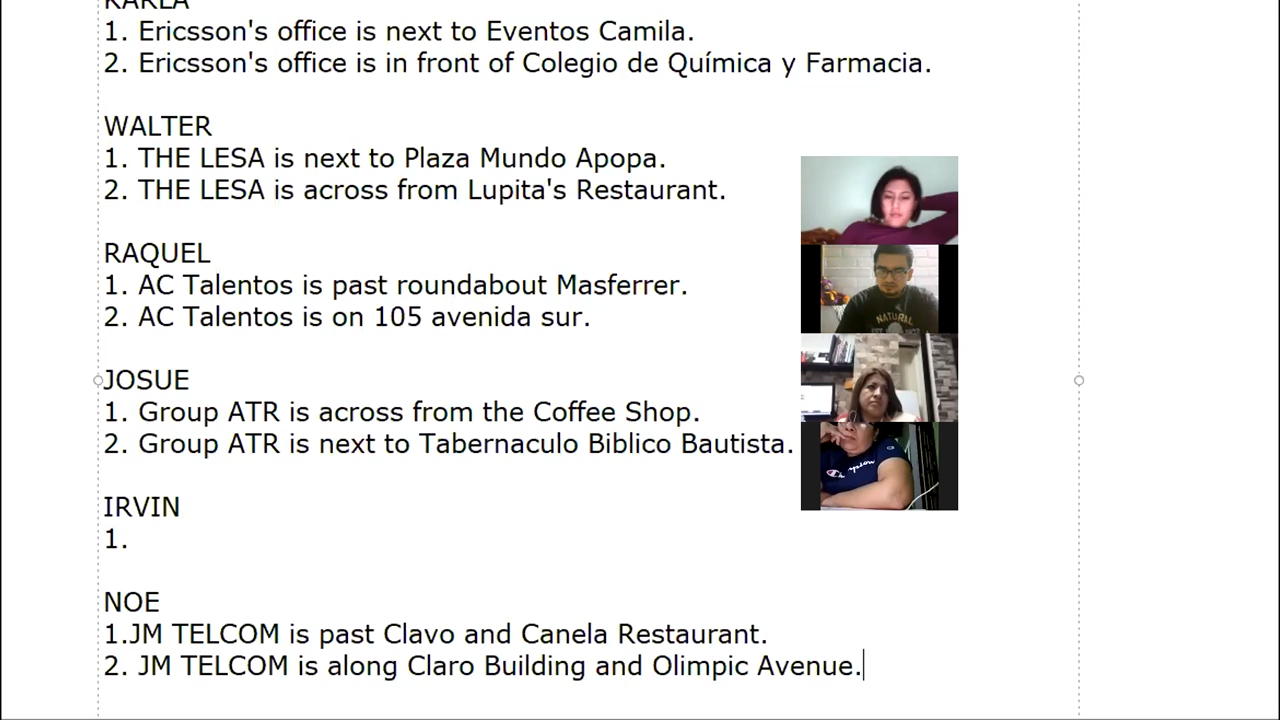 KARLA
1. Ericsson's office is next to Eventos Camila.
2. Ericsson's office is in front of Colegio de Química y Farmacia.
WALTER
1. THE LESA is next to Plaza Mundo Apopa.
2. THE LESA is across from Lupita's Restaurant.
RAQUEL
1. AC Talentos is past roundabout Masferrer.
2. AC Talentos is on 105 avenida sur.
JOSUE
1. Group ATR is across from the Coffee Shop.
2. Group ATR is next to Tabernaculo Biblico Bautista.
IRVIN
1.
NOE
1.JM TELCOM is past Clavo and Canela Restaurant.
2. JM TELCOM is along Claro Building and Olimpic Avenue.
NATURAL